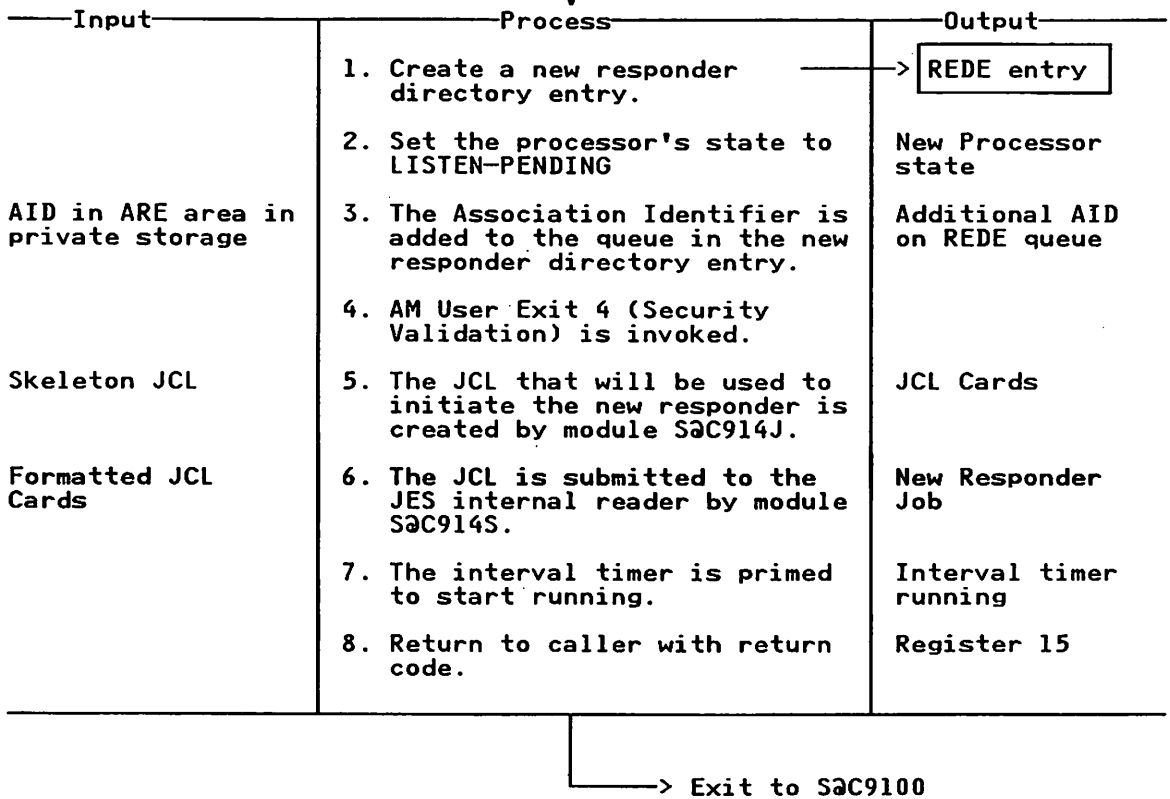 Input Process Output
1. Create a new responder > REDE entry
directory entry.
2. Set the processor's state to New Processor
LISTEN-PENDING state
AID in ARE area in 3. The Association Identifier is Additional AID
private storage added to the queue in the new on REDE queue
responder directory entry.
4. AM User Exit 4 (Security
Validation) is invoked.
Skeleton JCL 5. The JCL that will be used to JCL Cards
initiate the new responder is
created by module S∂C914J.
Formatted JCL 6. The JCL is submitted to the New Responder
Cards JES internal reader by module Job
S∂C914S.
7. The interval timer is primed Interval timer
to start running. running
8. Return to caller with return Register 15
code.
> Exit to S∂C9100